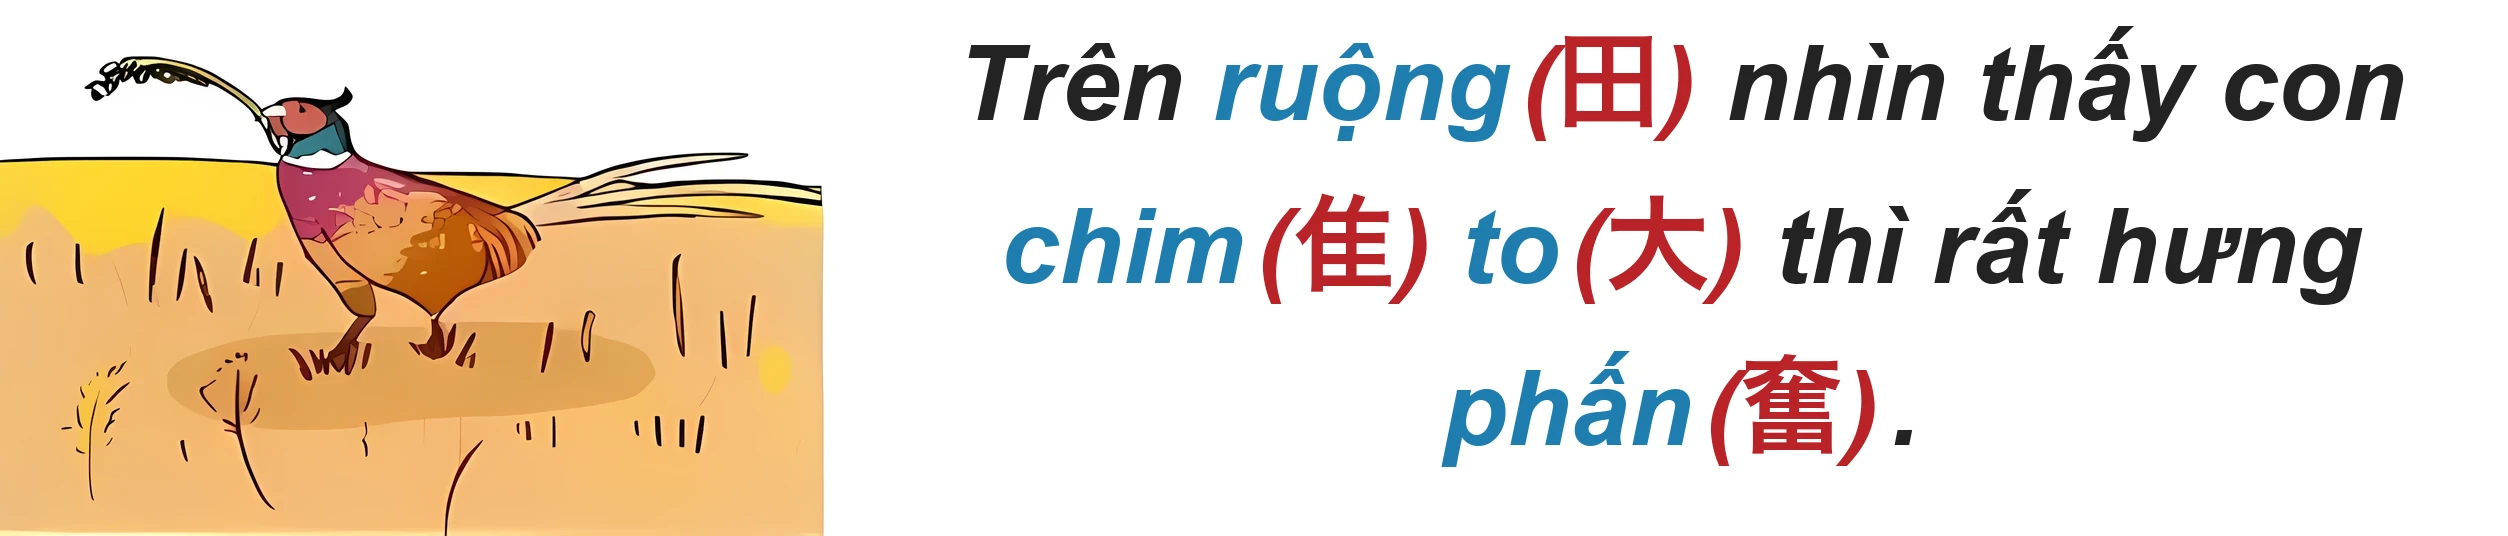 Trên ruộng(田) nhìn thấy con
chim(隹) to(大) thì rất hưng
phấn(奮).